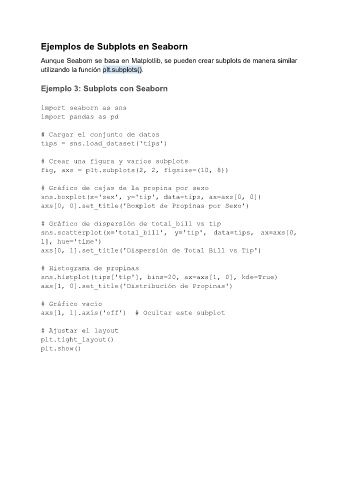 Ejemplos de Subplots en Seaborn
Aunque Seaborn se basa en Matplotlib, se pueden crear subplots de manera similar
utilizando la función plt.subplots().
Ejemplo 3: Subplots con Seaborn
import seaborn as sns
import pandas as pd
# Cargar el conjunto de datos
tips = sns.load_dataset('tips')
# Crear una figura y varios subplots
fig, axs = plt.subplots(2, 2, figsize=(10, 8))
# Gráfico de cajas de la propina por sexo
sns.boxplot(x='sex', y='tip', data=tips, ax=axs[0, 0])
axs[0, 0].set_title('Boxplot de Propinas por Sexo')
# Gráfico de dispersión de total_bill vs tip
sns.scatterplot(x='total_bill', y='tip', data=tips, ax=axs[0,
1], hue='time')
axs[0, 1].set_title('Dispersión de Total Bill vs Tip')
# Histograma de propinas
sns.histplot(tips['tip'], bins=20, ax=axs[1, 0], kde=True)
axs[1, 0].set_title('Distribución de Propinas')
# Gráfico vacío
axs[1, 1].axis('off')  # Ocultar este subplot
# Ajustar el layout
plt.tight_layout()
plt.show()